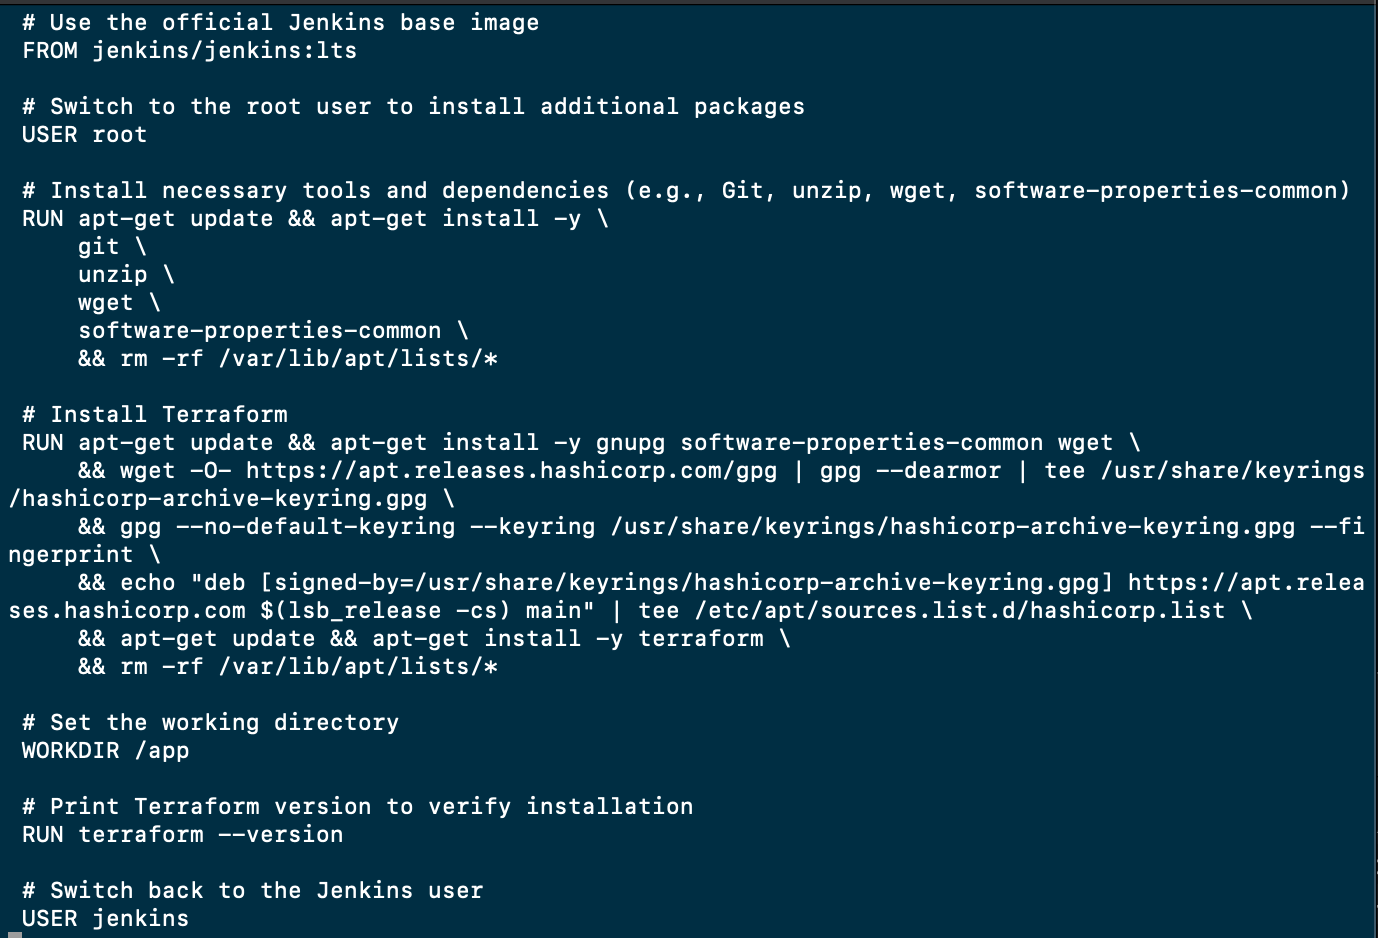 # Use the official Jenkins base image
FROM jenkins/jenkins:lts
# Switch to the root user to install additional packages
USER root
# Install necessary tools and dependencies (e.g., Git, unzip, wget, software-properties-common)
RUN apt-get update && apt-get install -y \
git \
unzip \
wget \
software-properties-common \
&& rm -rf /var/lib/apt/lists/*
# Install Terraform
RUN apt-get update && apt-get install -y gnupg software-properties-common wget \
&& wget -O- https://apt.releases.hashicorp.com/gpg | gpg --dearmor | tee /usr/share/keyrings
/hashicorp-archive-keyring.gpg \
&& gpg --no-default-keyring --keyring /usr/share/keyrings/hashicorp-archive-keyring.gpg --fi
ngerprint \
&& echo "deb [signed-by=/usr/share/keyrings/hashicorp-archive-keyring.gpg] https://apt.relea
ses.hashicorp.com $(lsb_release -cs) main" | tee /etc/apt/sources.list.d/hashicorp.list \
&& apt-get update && apt-get install -y terraform \
&& rm -rf /var/lib/apt/lists/*
# Set the working directory
WORKDIR /app
# Print Terraform version to verify installation
RUN terraform --version
# Switch back to the Jenkins user
USER jenkins